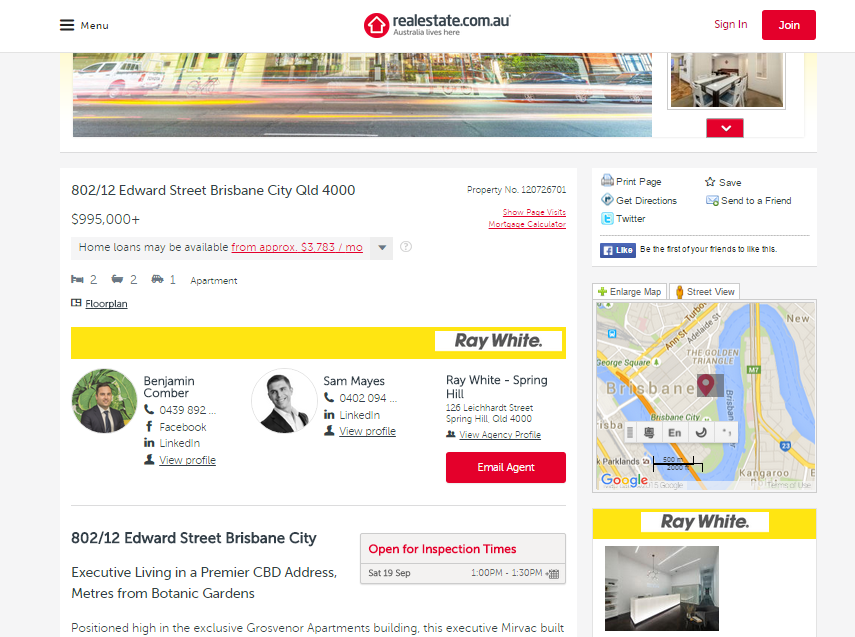 Menu
realestate.com.au
Australia lives here
Sign In
Join
802/12 Edward Street Brisbane City Qld 4000
Property No. 120726701
$995,000+
Show Page Visits
Mortgage Calculator
Home loans may be available from approx. $3,783 / mo
2 2 1 Apartment
Floorplan
Ray White.
Benjamin
Comber
0439 892 ...
Facebook
LinkedIn
View profile
Sam Mayes
0402 094 ...
LinkedIn
View profile
Ray White - Spring
Hill
126 Leichhardt Street
Spring Hill, Qld 4000
View Agency Profile
Email Agent
802/12 Edward Street Brisbane City
Open for Inspection Times
Sat 19 Sep 1:00PM - 1:30PM
Executive Living in a Premier CBD Address,
Metres from Botanic Gardens
Positioned high in the exclusive Grosvenor Apartments building, this executive Mirvac built
Print Page
Save
Get Directions
Send to a Friend
Twitter
Like
Be the first of your friends to like this.
Enlarge Map
Street View
New
Ann St
Turbo
Adelaide St
THE GOLDEN
TRIANGLE
George Square
M7
Brisbane
Brisbane City
En
23
k Parklands
500 m
2000 ft
Kangaroo
Google
Terms of Use
Ray White.